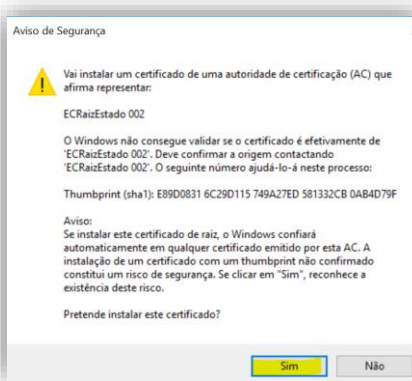 Aviso de Segurança
Vai instalar um certificado de uma autoridade de certificação (AC) que
afirma representar:
ECRaizEstado 002
O Windows não consegue validar se o certificado é efetivamente de
'ECRaizEstado 002'. Deve confirmar a origem contactando
'ECRaizEstado 002'. O seguinte número ajudá-lo-á neste processo:
Thumbprint (sha1): E89D0831 6C29D115 749A27ED 581332CB 0AB4D79F
Aviso:
Se instalar este certificado de raiz, o Windows confiará
automaticamente em qualquer certificado emitido por esta AC. A
instalação de um certificado com um thumbprint não confirmado
constitui um risco de segurança. Se clicar em "Sim", reconhece a
existência deste risco.
Pretende instalar este certificado?
Sim Não